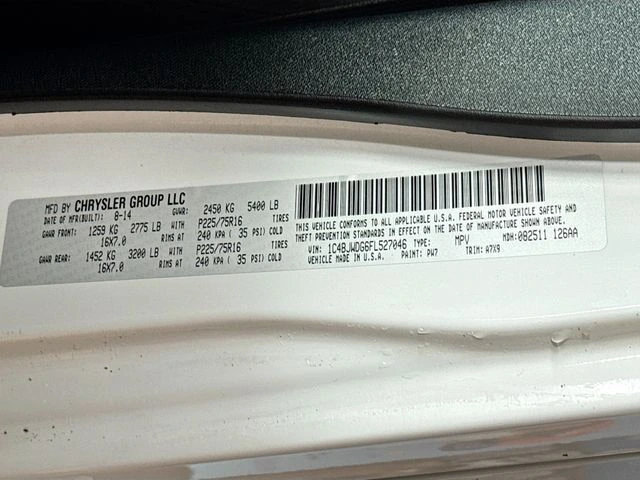 MFD BY CHRYSLER GROUP LLC
DATE OF MFR(BUILT): 8-14 GVWR: 2450 KG 5400 LB
GAWR FRONT: 1259 KG 2775 LB WITH P225/75R16 TIRES
16X7.0 RIMS AT 240 KPA ( 35 PSI) COLD
GAWR REAR: 1452 KG 3200 LB WITH P225/75R16 TIRES
16X7.0 RIMS AT 240 KPA ( 35 PSI) COLD
THIS VEHICLE CONFORMS TO ALL APPLICABLE U.S.A. FEDERAL MOTOR VEHICLE SAFETY AND
THEFT PREVENTION STANDARDS IN EFFECT ON THE DATE OF MANUFACTURE SHOWN ABOVE.
VIN: 1C4BJWDG6FL527046 TYPE: MPV MDH: 082511 126AA
VEHICLE MADE IN U.S.A. PAINT: PW7 TRIM: A7X9